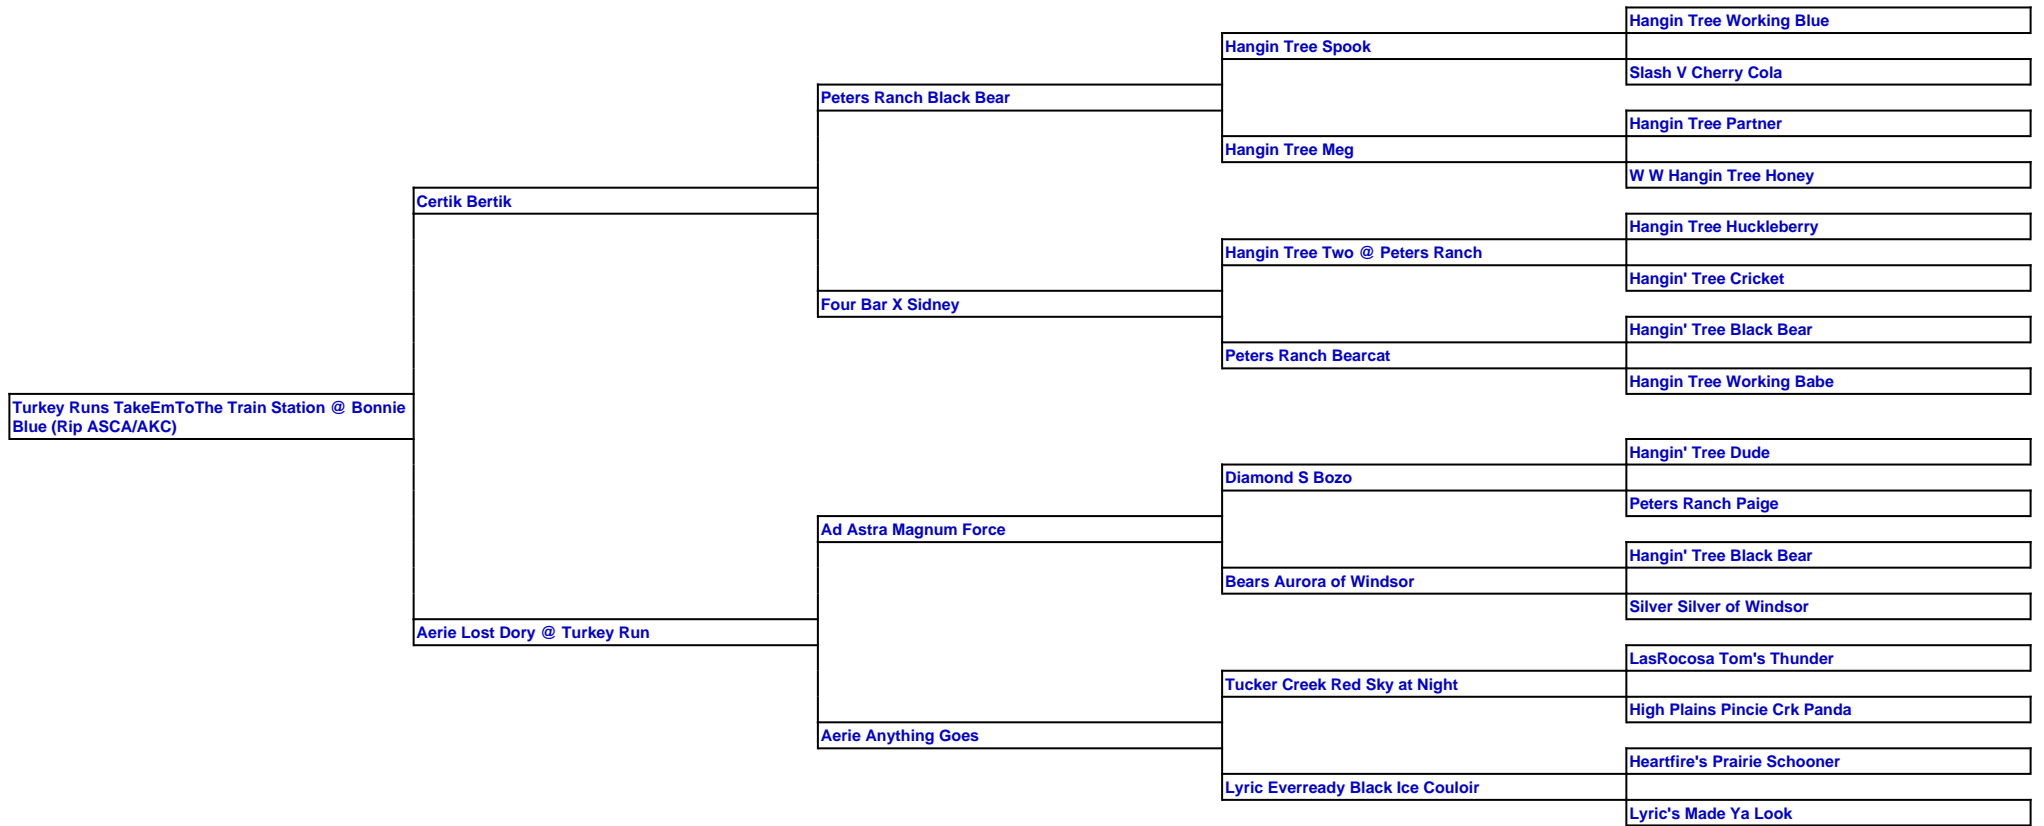 Hangin Tree Working Blue
Hangin Tree Spook
Slash V Cherry Cola
Peters Ranch Black Bear
Hangin Tree Partner
Hangin Tree Meg
W W Hangin Tree Honey
Certik Bertik
Hangin Tree Huckleberry
Hangin Tree Two @ Peters Ranch
Hangin' Tree Cricket
Four Bar X Sidney
Hangin' Tree Black Bear
Peters Ranch Bearcat
Hangin Tree Working Babe
Turkey Runs TakeEmToThe Train Station @ Bonnie
Blue (Rip ASCA/AKC)
Hangin' Tree Dude
Diamond S Bozo
Peters Ranch Paige
Ad Astra Magnum Force
Hangin' Tree Black Bear
Bears Aurora of Windsor
Silver Silver of Windsor
Aerie Lost Dory @ Turkey Run
LasRocosa Tom's Thunder
Tucker Creek Red Sky at Night
High Plains Pincie Crk Panda
Aerie Anything Goes
Heartfire's Prairie Schooner
Lyric Everready Black Ice Couloir
Lyric's Made Ya Look